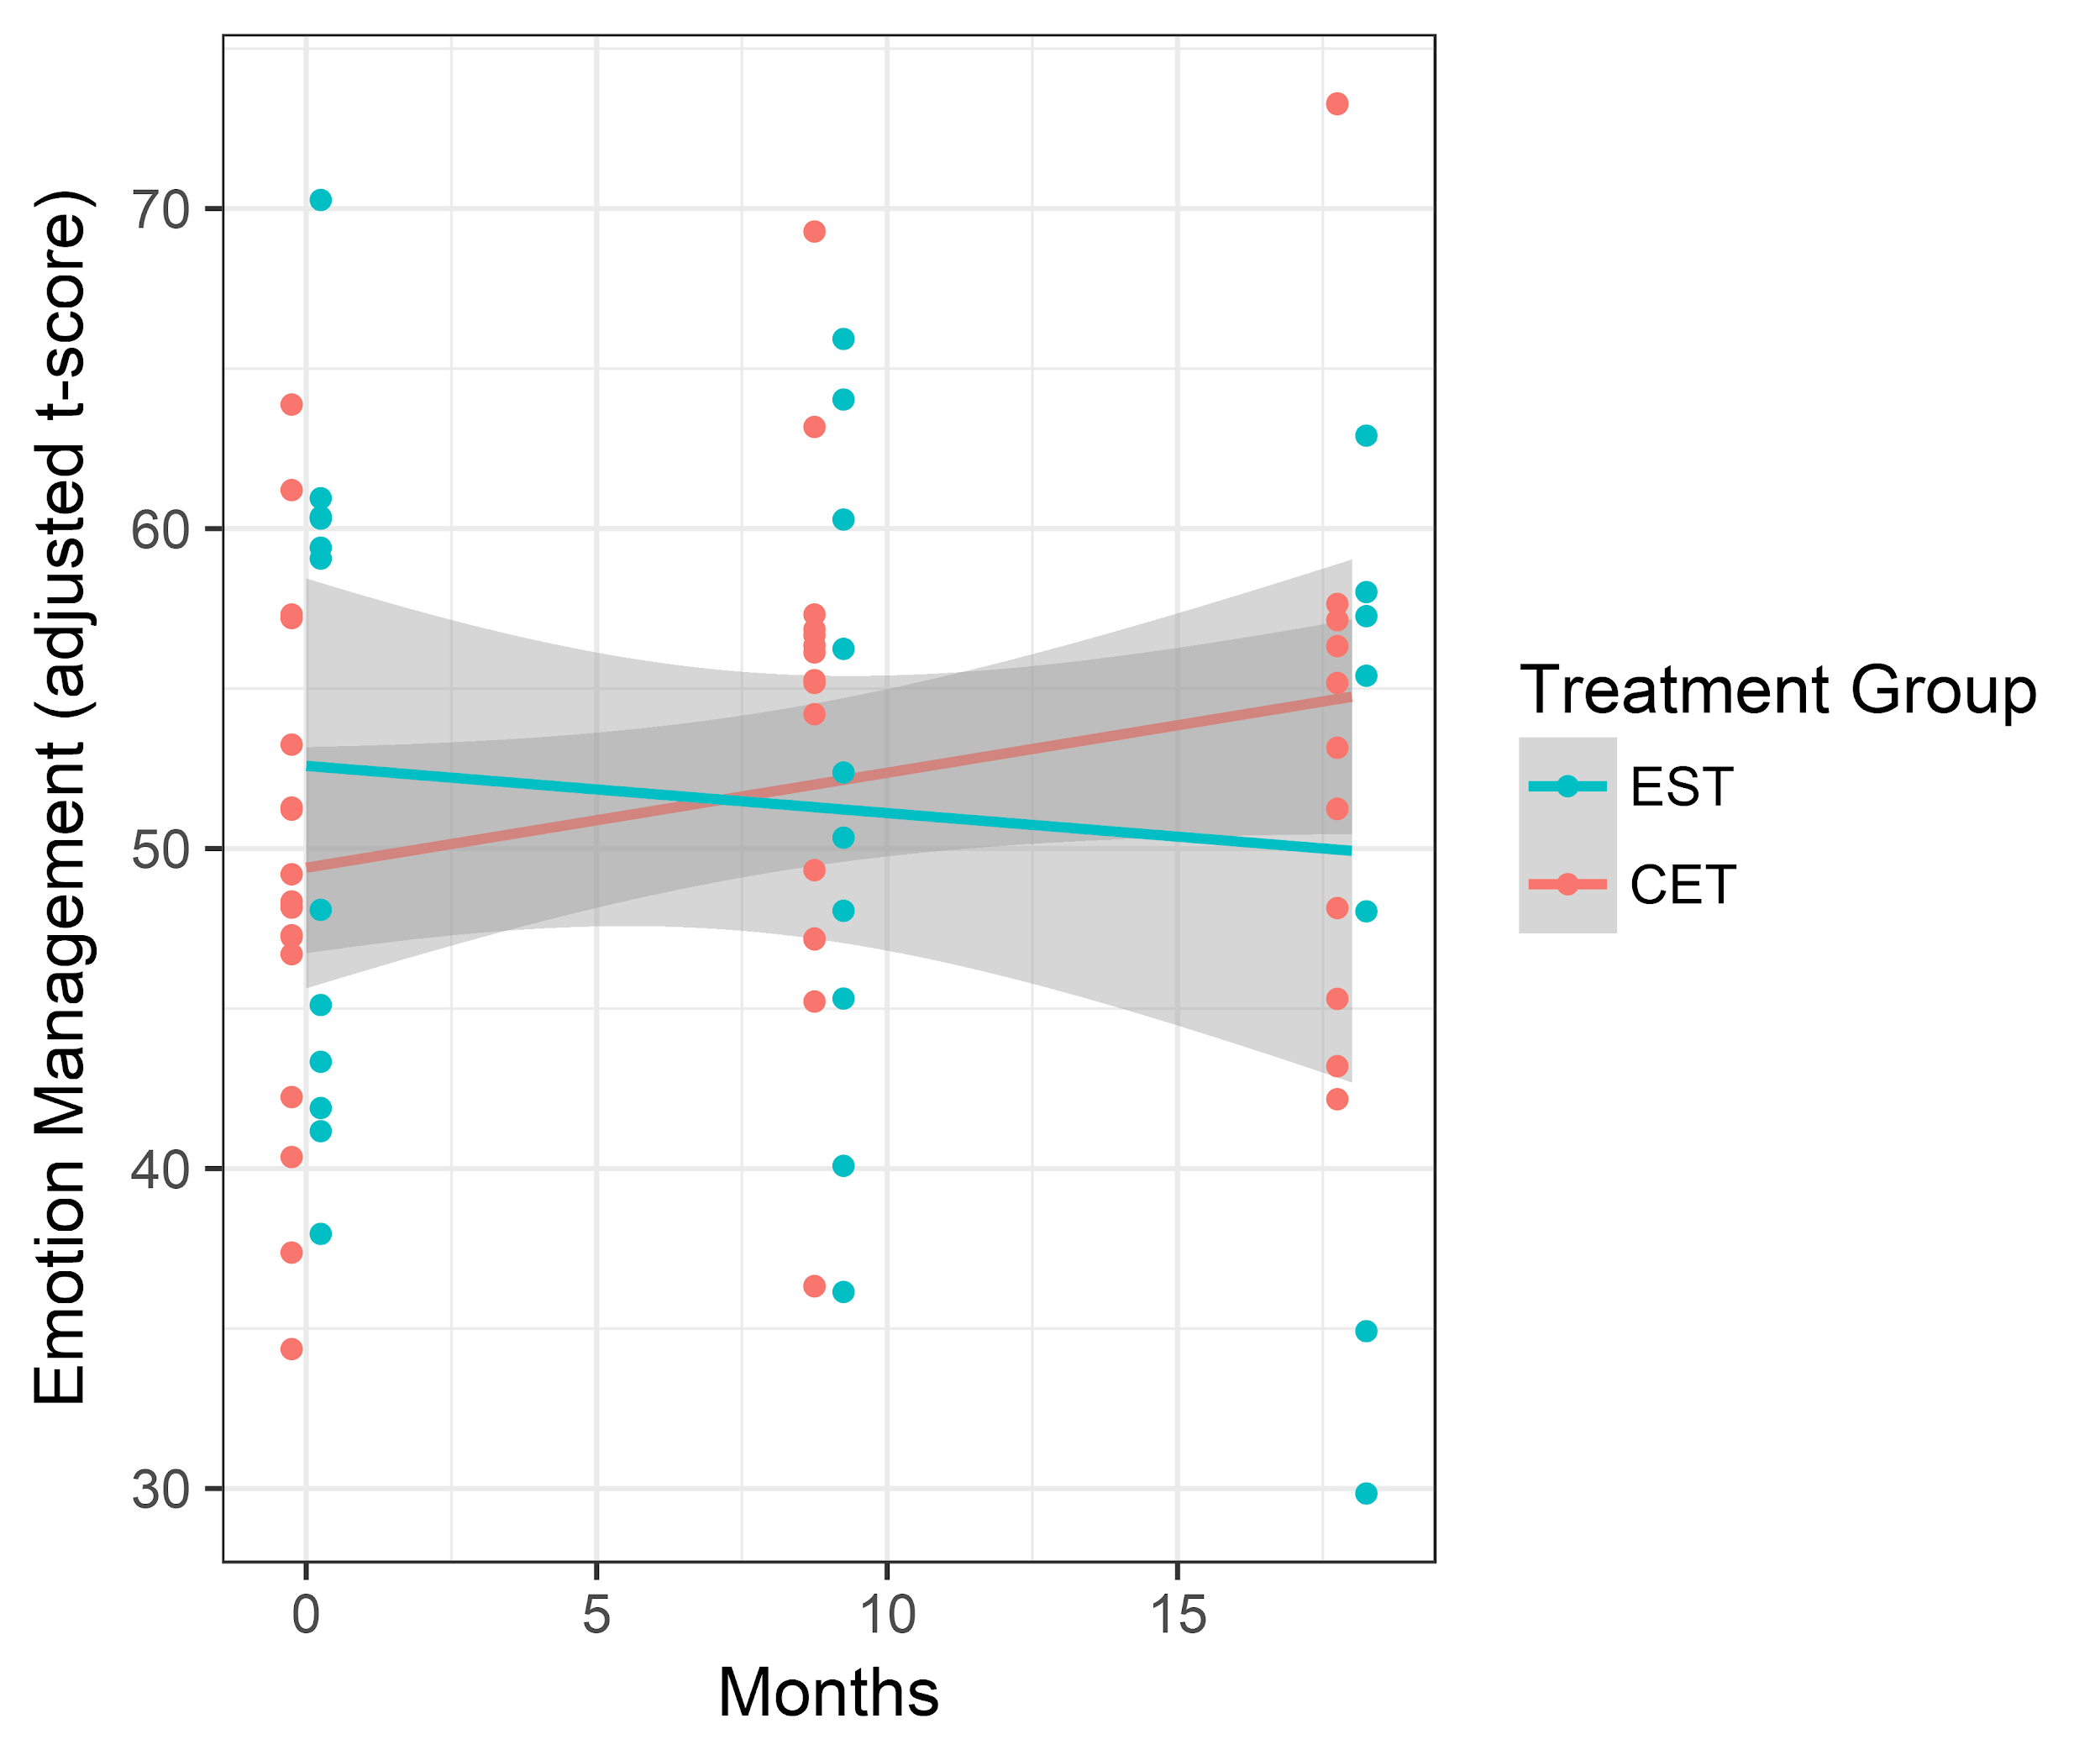 Emotion Management (adjusted t-score)
70
60
50
40
30
0 5 10 15
Months
Treatment Group
EST
CET